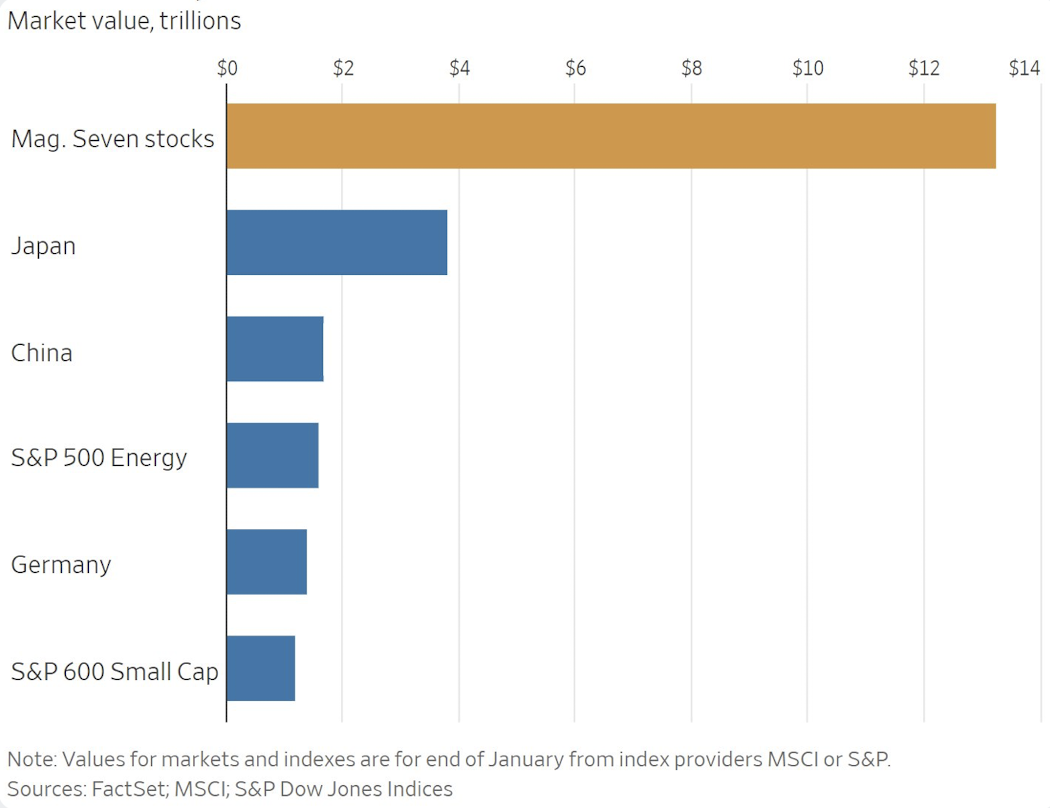 Market value, trillions
$0 $2 $4 $6 $8 $10 $12 $14
Mag. Seven stocks
Japan
China
S&P 500 Energy
Germany
S&P 600 Small Cap
Note: Values for markets and indexes are for end of January from index providers MSCI or S&P.
Sources: FactSet; MSCI; S&P Dow Jones Indices